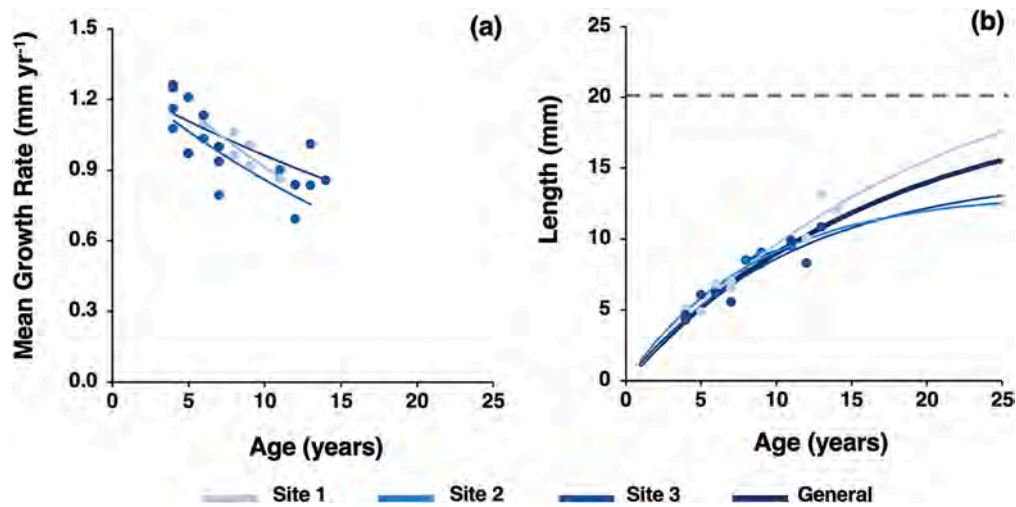 (a)
Mean Growth Rate (mm yr⁻¹)
1.5
1.2
0.9
0.6
0.3
0.0
0 5 10 15 20 25
Age (years)
(b)
Length (mm)
25
20
15
10
5
0
0 5 10 15 20 25
Age (years)
Site 1 Site 2 Site 3 General